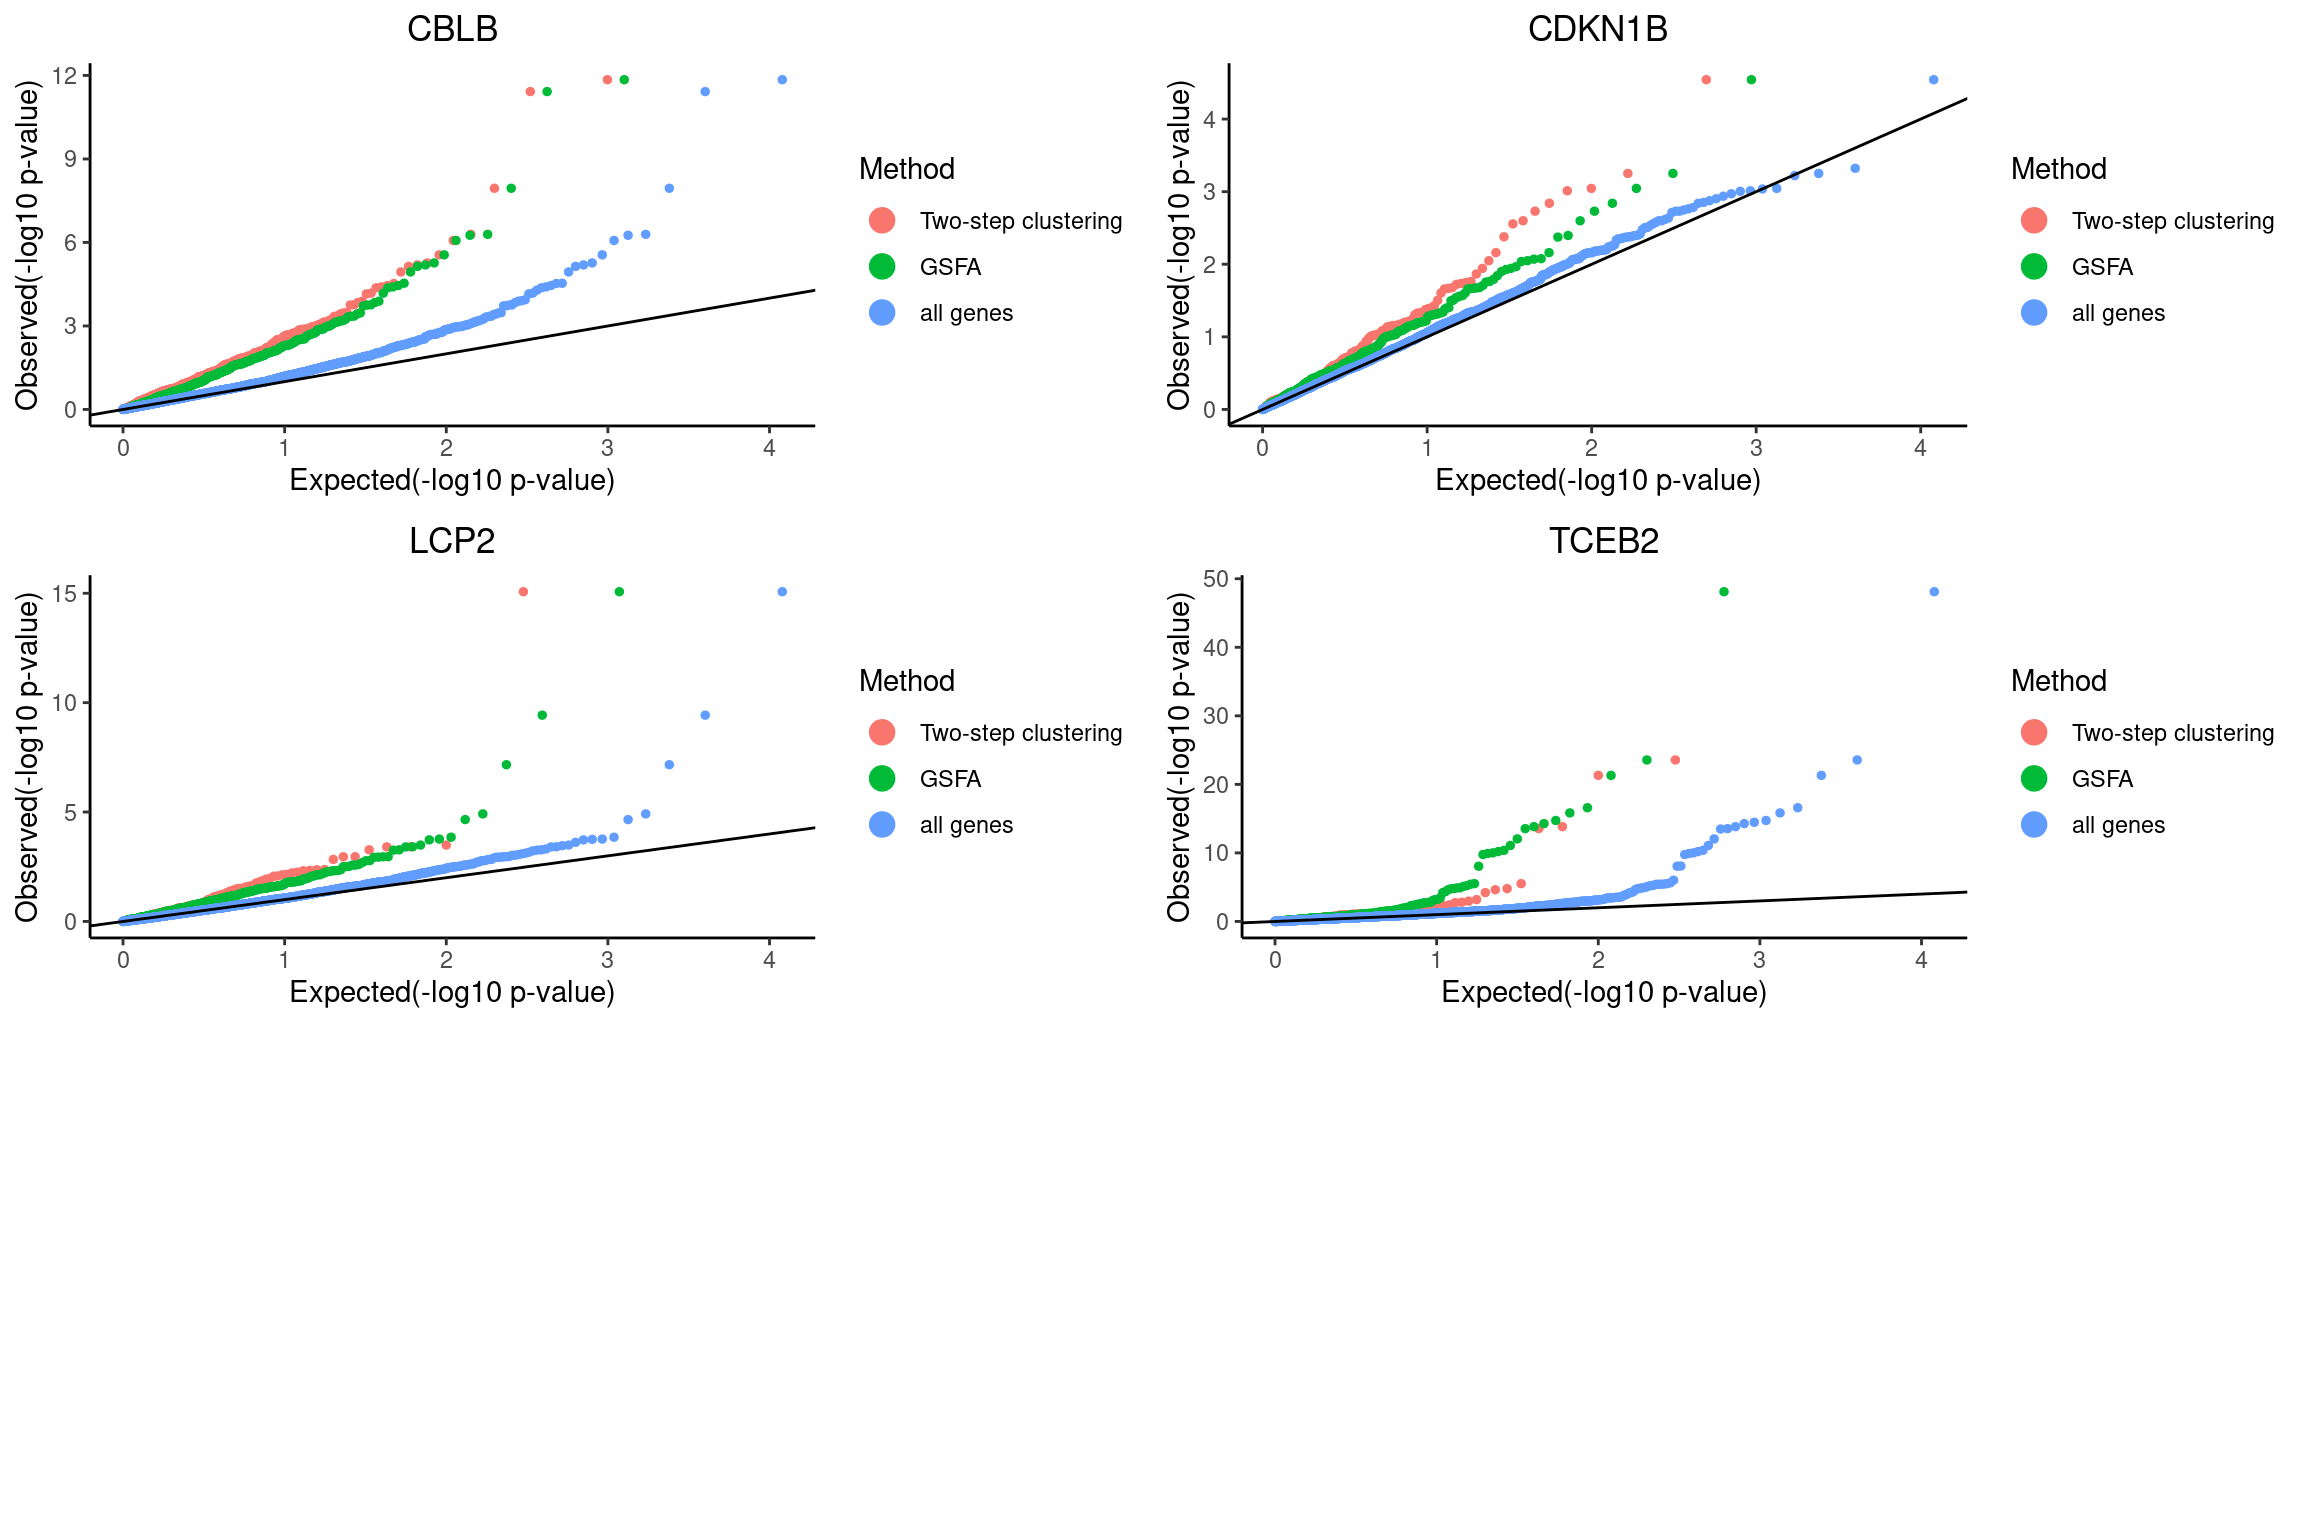 CBLB
Observed(-log10 p-value)
12
9
6
3
0
0 1 2 3 4
Expected(-log10 p-value)
Method
Two-step clustering
GSFA
all genes
CDKN1B
Observed(-log10 p-value)
4
3
2
1
0
0 1 2 3 4
Expected(-log10 p-value)
Method
Two-step clustering
GSFA
all genes
LCP2
Observed(-log10 p-value)
15
10
5
0
0 1 2 3 4
Expected(-log10 p-value)
Method
Two-step clustering
GSFA
all genes
TCEB2
Observed(-log10 p-value)
50
40
30
20
10
0
0 1 2 3 4
Expected(-log10 p-value)
Method
Two-step clustering
GSFA
all genes